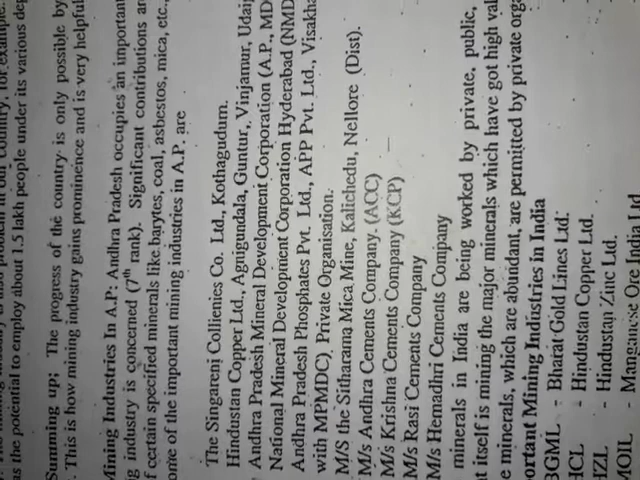 as the potential to employ about 1.5 lakh people under its various dep
Summing up; The progress of the country is only possible by
. This is how mining industry gains prominence and is very helpful
Mining Industries In A.P: Andhra Pradesh occupies an important
g industry is concerned (7th rank). Significant contributions are
f certain specified minerals like barytes, coal, asbestos, mica, etc.,
ome of the important mining industries in A.P. are
The Singareni Collienies Co. Ltd., Kothagudum.
Hindustan Copper Ltd., Agnigundala, Guntur, Vinjamur, Udaij
Andhra Pradesh Mineral Development Corporation (A.P., MD
National Mineral Development Corporation Hyderabad (NMD
Andhra Pradesh Phosphates Pvt. Ltd., APP Pvt. Ltd., Visakha
with MPMDC) Private Organisation.
M/S the Sitharama Mica Mine, Kalichedu, Nellore (Dist).
M/s Andhra Cements Company. (ACC)
M/s Krishna Cements Company (KCP)
M/s Rasi Cements Company
M/s Hemadhri Cements Company
minerals in India are being worked by private, public,
t itself is mining the major minerals which have got high val
e minerals, which are abundant, are permitted by private orga
ortant Mining Industries in India
BGML - Bharat Gold Lines Ltd.
HCL - Hindustan Copper Ltd.
HZL - Hindustan Zinc Ltd.
MOIL - Manganese Ore India Ltd